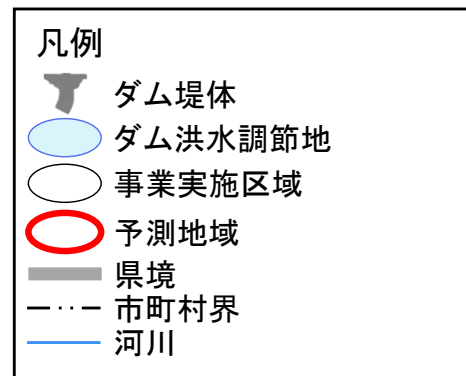 凡例
ダム堤体
ダム洪水調節地
事業実施区域
予測地域
県境
市町村界
河川